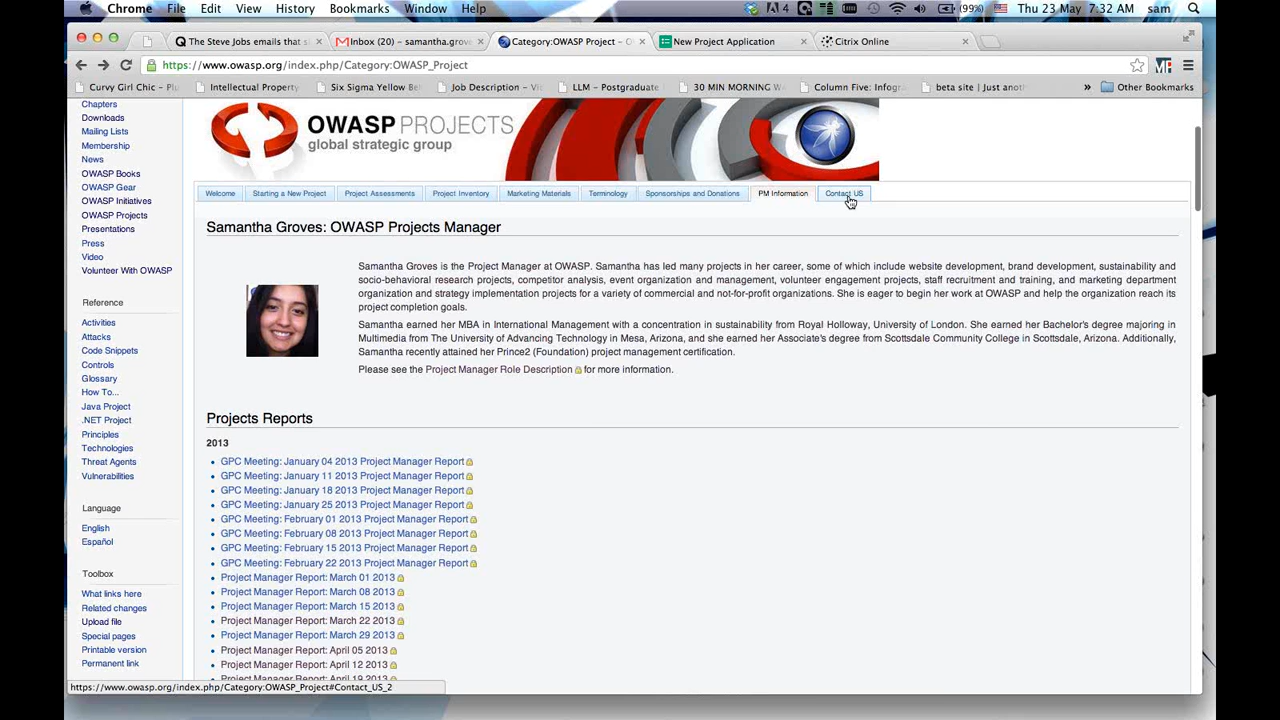 Chrome File Edit View History Bookmarks Window Help 4 (99%) Thu 23 May 7:32 AM sam
The Steve Jobs emails that s
Inbox (20) - samantha.grove
Category:OWASP Project - O
New Project Application
Citrix Online
https://www.owasp.org/index.php/Category:OWASP_Project
Curvy Girl Chic - Plu
Intellectual Property
Six Sigma Yellow Be
Job Description - Vi
LLM - Postgraduate
30 MIN MORNING W
Column Five: Infogr
beta site | Just anot
» Other Bookmarks
Chapters
Downloads
Mailing Lists
Membership
News
OWASP Books
OWASP Gear
OWASP Initiatives
OWASP Projects
Presentations
Press
Video
Volunteer With OWASP
Reference
Activities
Attacks
Code Snippets
Controls
Glossary
How To...
Java Project
.NET Project
Principles
Technologies
Threat Agents
Vulnerabilities
Language
English
Español
Toolbox
What links here
Related changes
Upload file
Special pages
Printable version
Permanent link
OWASP PROJECTS
global strategic group
Welcome Starting a New Project Project Assessments Project Inventory Marketing Materials Terminology Sponsorships and Donations PM Information Contact US
Samantha Groves: OWASP Projects Manager
Samantha Groves is the Project Manager at OWASP. Samantha has led many projects in her career, some of which include website development, brand development, sustainability and
socio-behavioral research projects, competitor analysis, event organization and management, volunteer engagement projects, staff recruitment and training, and marketing department
organization and strategy implementation projects for a variety of commercial and not-for-profit organizations. She is eager to begin her work at OWASP and help the organization reach its
project completion goals.
Samantha earned her MBA in International Management with a concentration in sustainability from Royal Holloway, University of London. She earned her Bachelor's degree majoring in
Multimedia from The University of Advancing Technology in Mesa, Arizona, and she earned her Associate's degree from Scottsdale Community College in Scottsdale, Arizona. Additionally,
Samantha recently attained her Prince2 (Foundation) project management certification.
Please see the Project Manager Role Description for more information.
Projects Reports
2013
GPC Meeting: January 04 2013 Project Manager Report
GPC Meeting: January 11 2013 Project Manager Report
GPC Meeting: January 18 2013 Project Manager Report
GPC Meeting: January 25 2013 Project Manager Report
GPC Meeting: February 01 2013 Project Manager Report
GPC Meeting: February 08 2013 Project Manager Report
GPC Meeting: February 15 2013 Project Manager Report
GPC Meeting: February 22 2013 Project Manager Report
Project Manager Report: March 01 2013
Project Manager Report: March 08 2013
Project Manager Report: March 15 2013
Project Manager Report: March 22 2013
Project Manager Report: March 29 2013
Project Manager Report: April 05 2013
Project Manager Report: April 12 2013
Project Manager Report: April 19 2013
https://www.owasp.org/index.php/Category:OWASP_Project#Contact_US_2